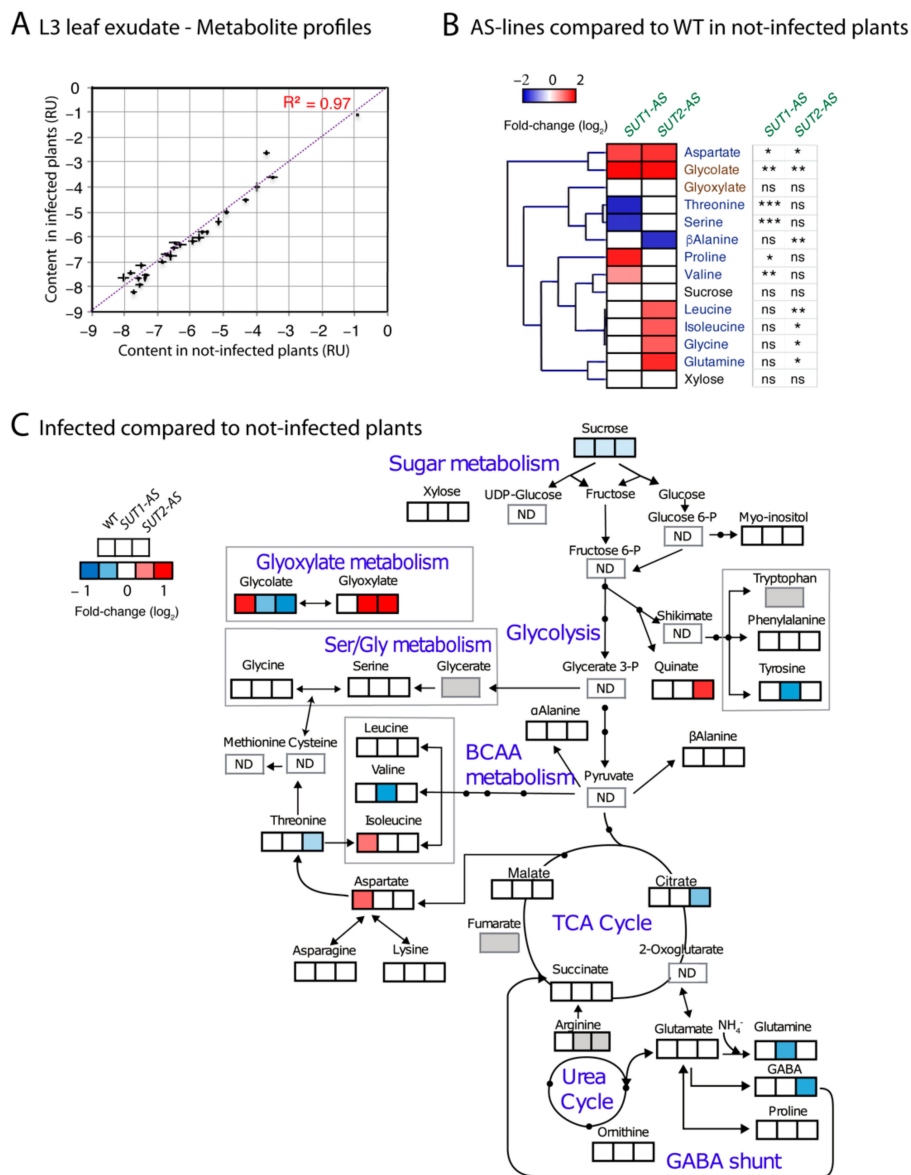 A L3 leaf exudate - Metabolite profiles
Content in infected plants (RU)
0
−1
−2
−3
−4
−5
−6
−7
−8
−9
R² = 0.97
−9 −8 −7 −6 −5 −4 −3 −2 −1 0
Content in not-infected plants (RU)
B AS-lines compared to WT in not-infected plants
−2 0 2
Fold-change (log2)
SUT1-AS SUT2-AS SUT1-AS SUT2-AS
Aspartate * *
Glycolate ** **
Glyoxylate ns ns
Threonine *** ns
Serine *** ns
βAlanine ns **
Proline * ns
Valine ** ns
Sucrose ns ns
Leucine ns **
Isoleucine ns *
Glycine ns *
Glutamine ns *
Xylose ns ns
C Infected compared to not-infected plants
WT SUT1-AS SUT2-AS
− 1 0 1
Fold-change (log2)
Sucrose
Sugar metabolism
Xylose
UDP-Glucose Fructose Glucose
ND
Glucose 6-P
ND
Myo-inositol
Fructose 6-P
ND
Glyoxylate metabolism
Glycolate Glyoxylate
Tryptophan
Shikimate
ND
Phenylalanine
Glycolysis
Ser/Gly metabolism
Glycine Serine Glycerate
Glycerate 3-P
ND
Quinate
Tyrosine
αAlanine
Leucine
Methionine Cysteine
ND ND
BCAA
metabolism
βAlanine
Valine
Pyruvate
ND
Threonine Isoleucine
Aspartate
Malate
Citrate
TCA Cycle
Fumarate
Asparagine Lysine
2-Oxoglutarate
ND
Succinate
Arginine
Glutamate
NH4-
Glutamine
GABA
Urea
Cycle
Proline
Ornithine
GABA shunt